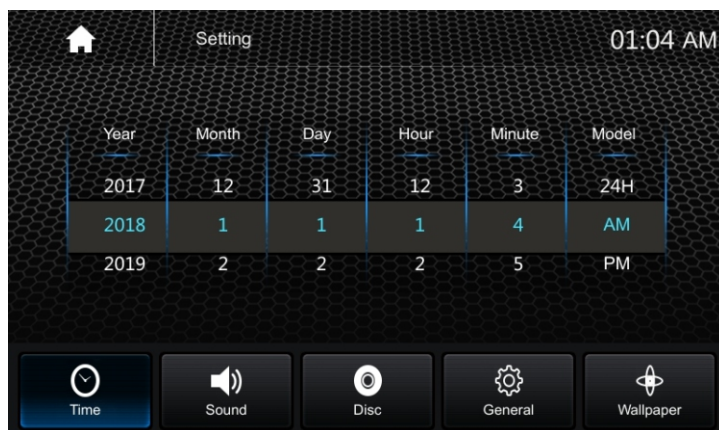 Setting 01:04 AM
Year Month Day Hour Minute Model
2017 12 31 12 3 24H
2018 1 1 1 4 AM
2019 2 2 2 5 PM
Time Sound Disc General Wallpaper